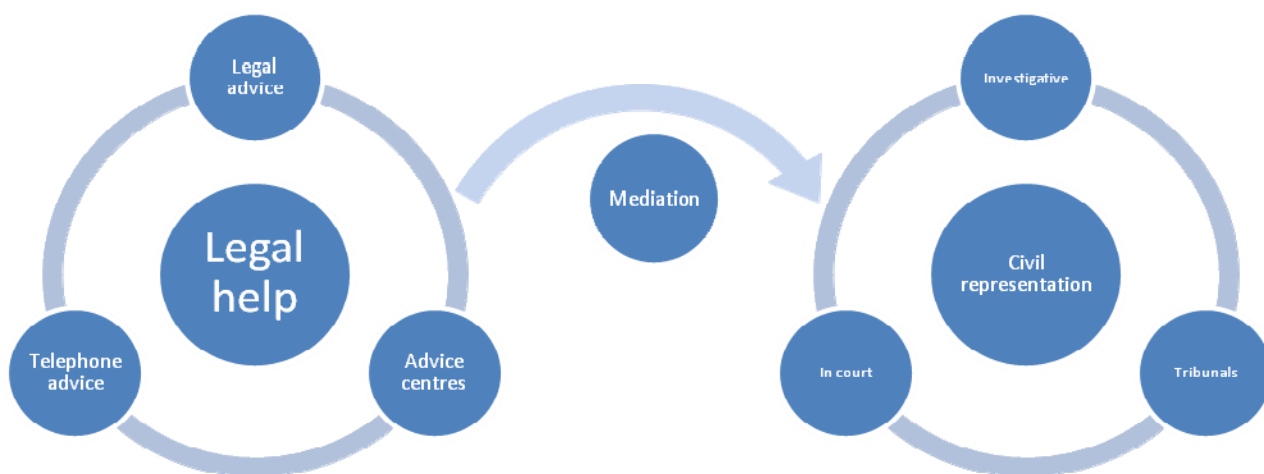 Legal
advice
Legal
help
Telephone
advice
Advice
centres
Mediation
Investigative
Civil
representation
In court
Tribunals